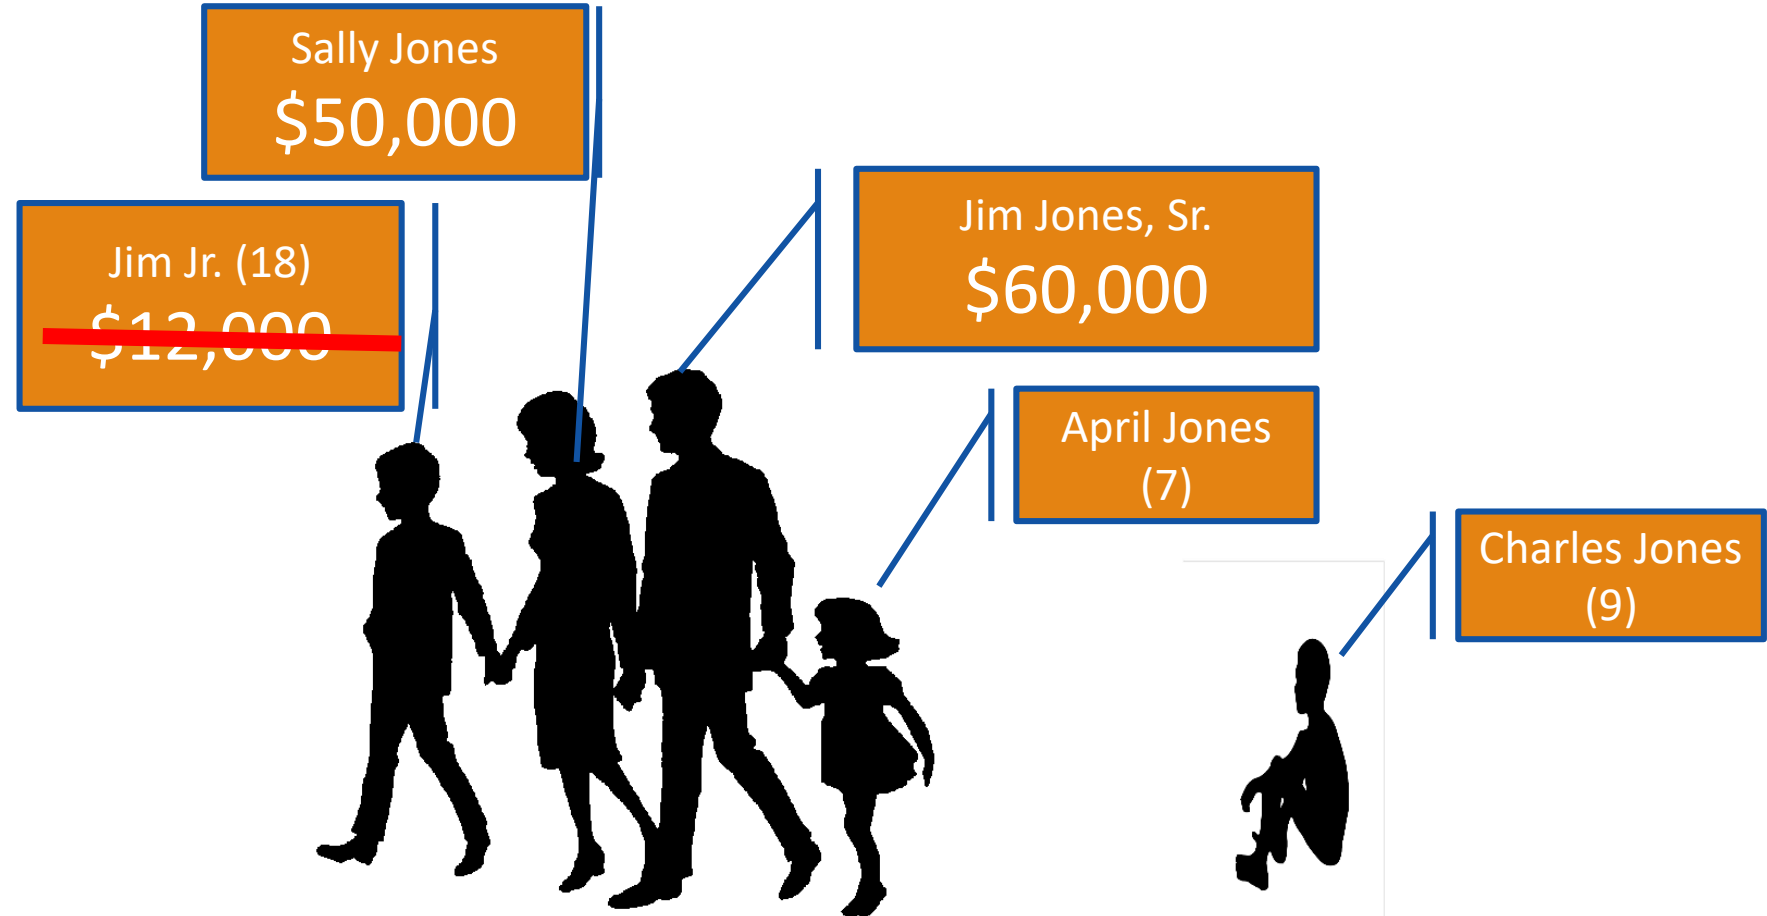 Sally Jones
$50,000
Jim Jones, Sr.
$60,000
Jim Jr. (18)
$12,000
April Jones
(7)
Charles Jones
(9)